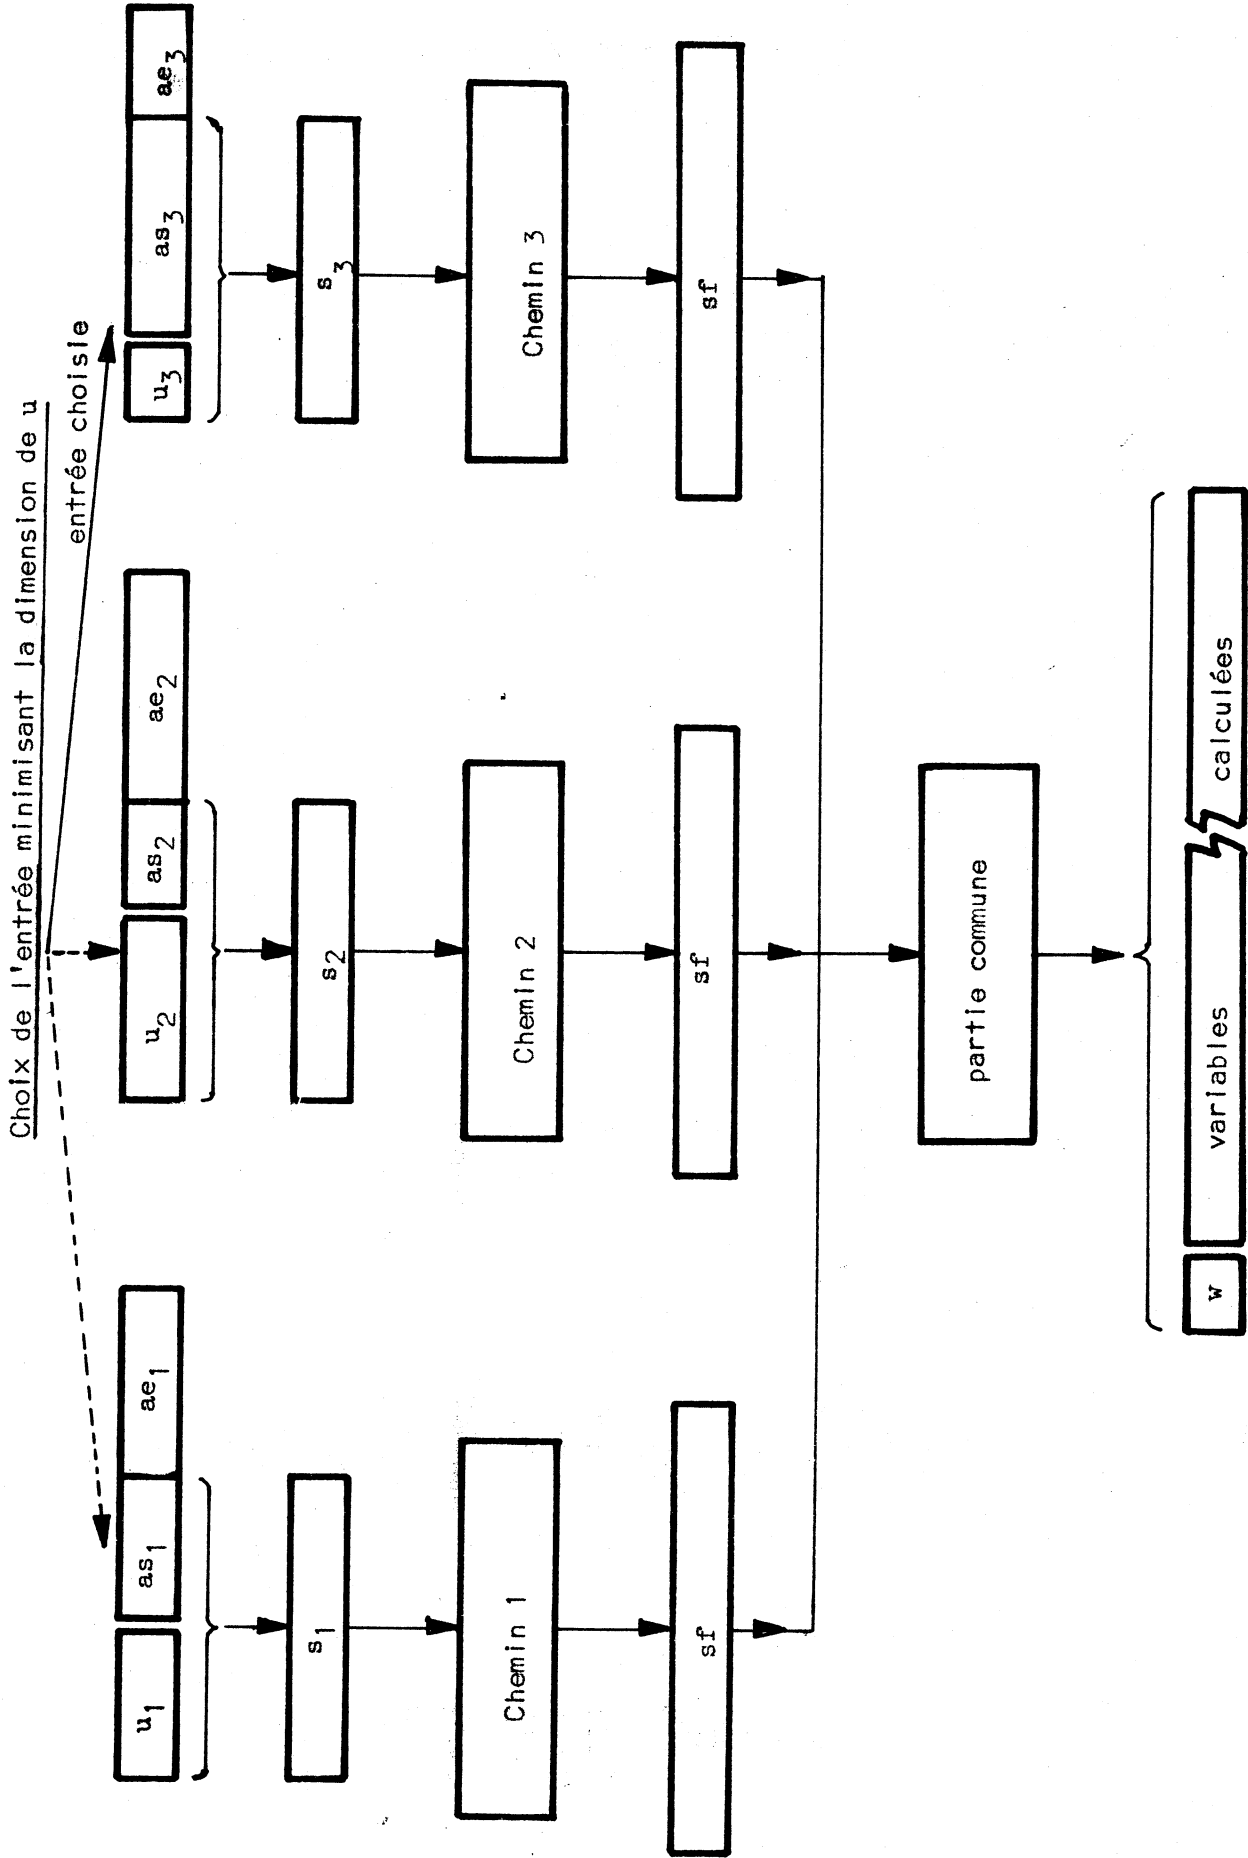 Choix de l'entrée minimisant la dimension de u
entrée choisie
u1 as1 ae1
u2 as2 ae2
u3 as3 ae3
s1
s2
s3
Chemin 1
Chemin 2
Chemin 3
sf
sf
sf
partie commune
w variables calculées